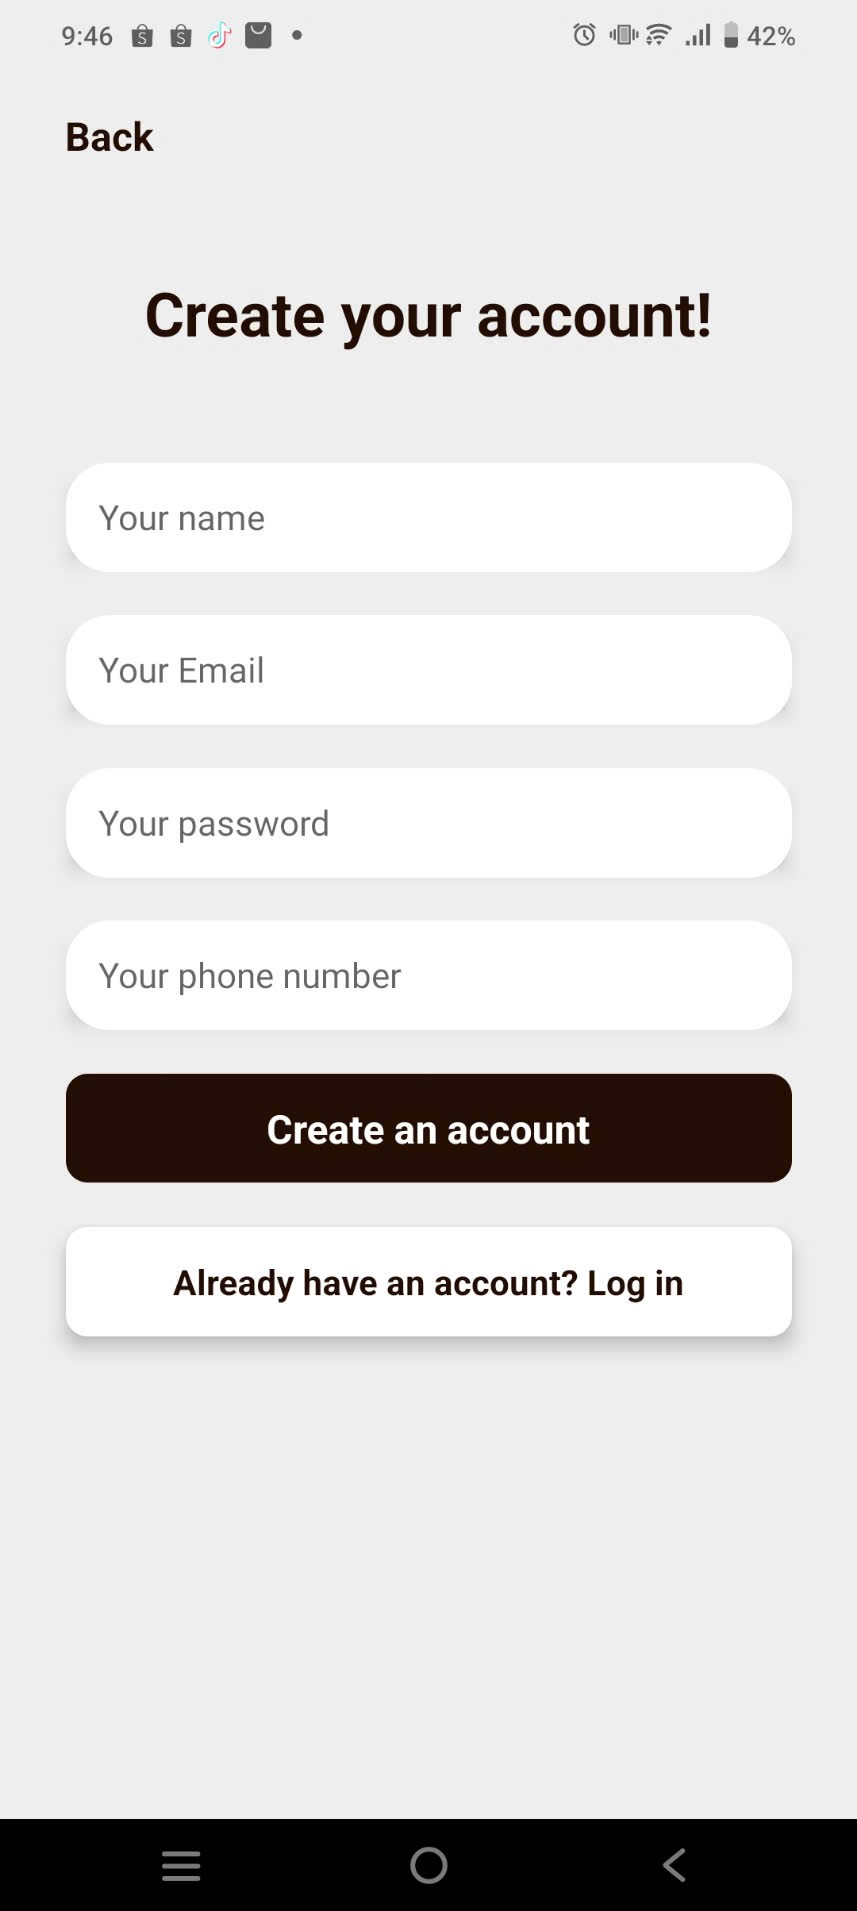 9:46 42%
Back
Create your account!
Your name
Your Email
Your password
Your phone number
Create an account
Already have an account? Log in